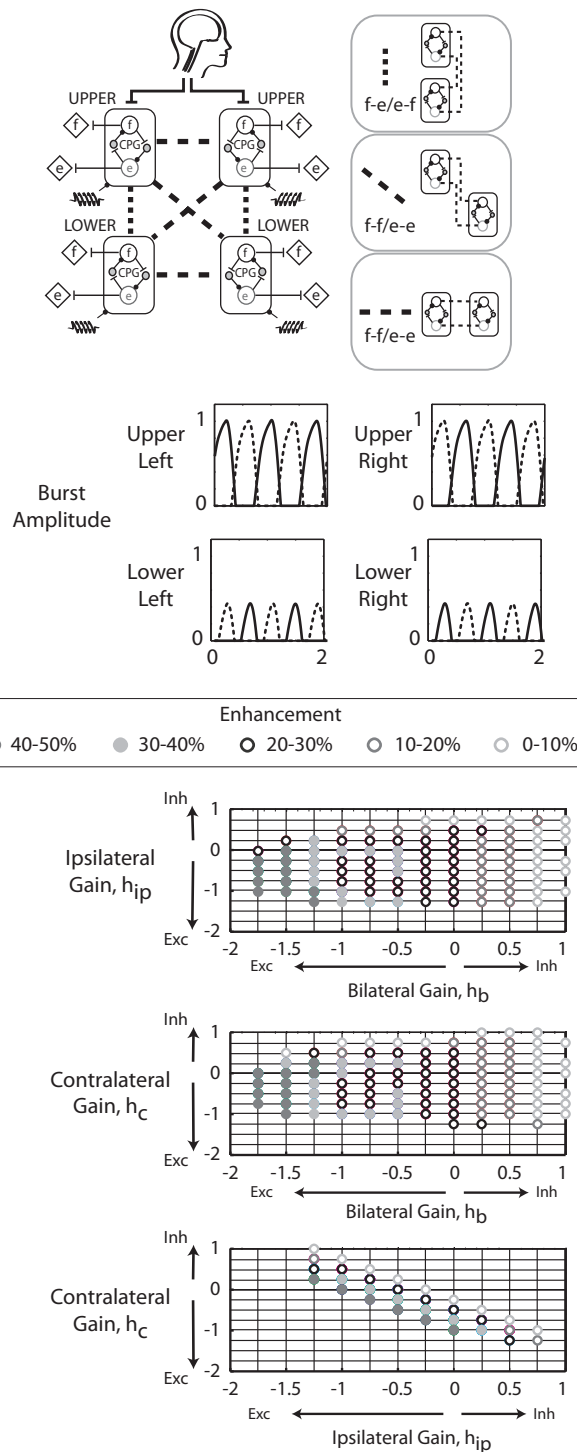 UPPER UPPER
f f CPG CPG f f
e e e e
LOWER LOWER
f f CPG CPG f f
e e e e
f-e/e-f
f-f/e-e
f-f/e-e
Burst
Amplitude
Upper
Left
1
0
Upper
Right
1
0
Lower
Left
1
0
0 2
Lower
Right
1
0
0 2
Enhancement
40-50% 30-40% 20-30% 10-20% 0-10%
Ipsilateral
Gain, hip
Inh
Exc
1
0
-1
-2
-2 -1.5 -1 -0.5 0 0.5 1
Exc Inh
Bilateral Gain, hb
Contralateral
Gain, hc
Inh
Exc
1
0
-1
-2
-2 -1.5 -1 -0.5 0 0.5 1
Exc Inh
Bilateral Gain, hb
Contralateral
Gain, hc
Inh
Exc
1
0
-1
-2
-2 -1.5 -1 -0.5 0 0.5 1
Exc Inh
Ipsilateral Gain, hip